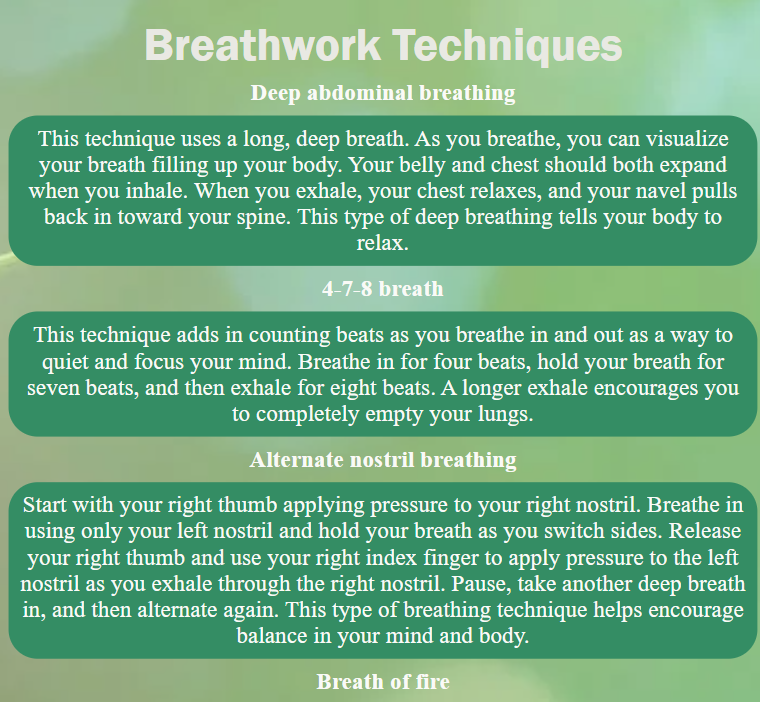 Breathwork Techniques
Deep abdominal breathing
This technique uses a long, deep breath. As you breathe, you can visualize
your breath filling up your body. Your belly and chest should both expand
when you inhale. When you exhale, your chest relaxes, and your navel pulls
back in toward your spine. This type of deep breathing tells your body to
relax.
4-7-8 breath
This technique adds in counting beats as you breathe in and out as a way to
quiet and focus your mind. Breathe in for four beats, hold your breath for
seven beats, and then exhale for eight beats. A longer exhale encourages you
to completely empty your lungs.
Alternate nostril breathing
Start with your right thumb applying pressure to your right nostril. Breathe in
using only your left nostril and hold your breath as you switch sides. Release
your right thumb and use your right index finger to apply pressure to the left
nostril as you exhale through the right nostril. Pause, take another deep breath
in, and then alternate again. This type of breathing technique helps encourage
balance in your mind and body.
Breath of fire